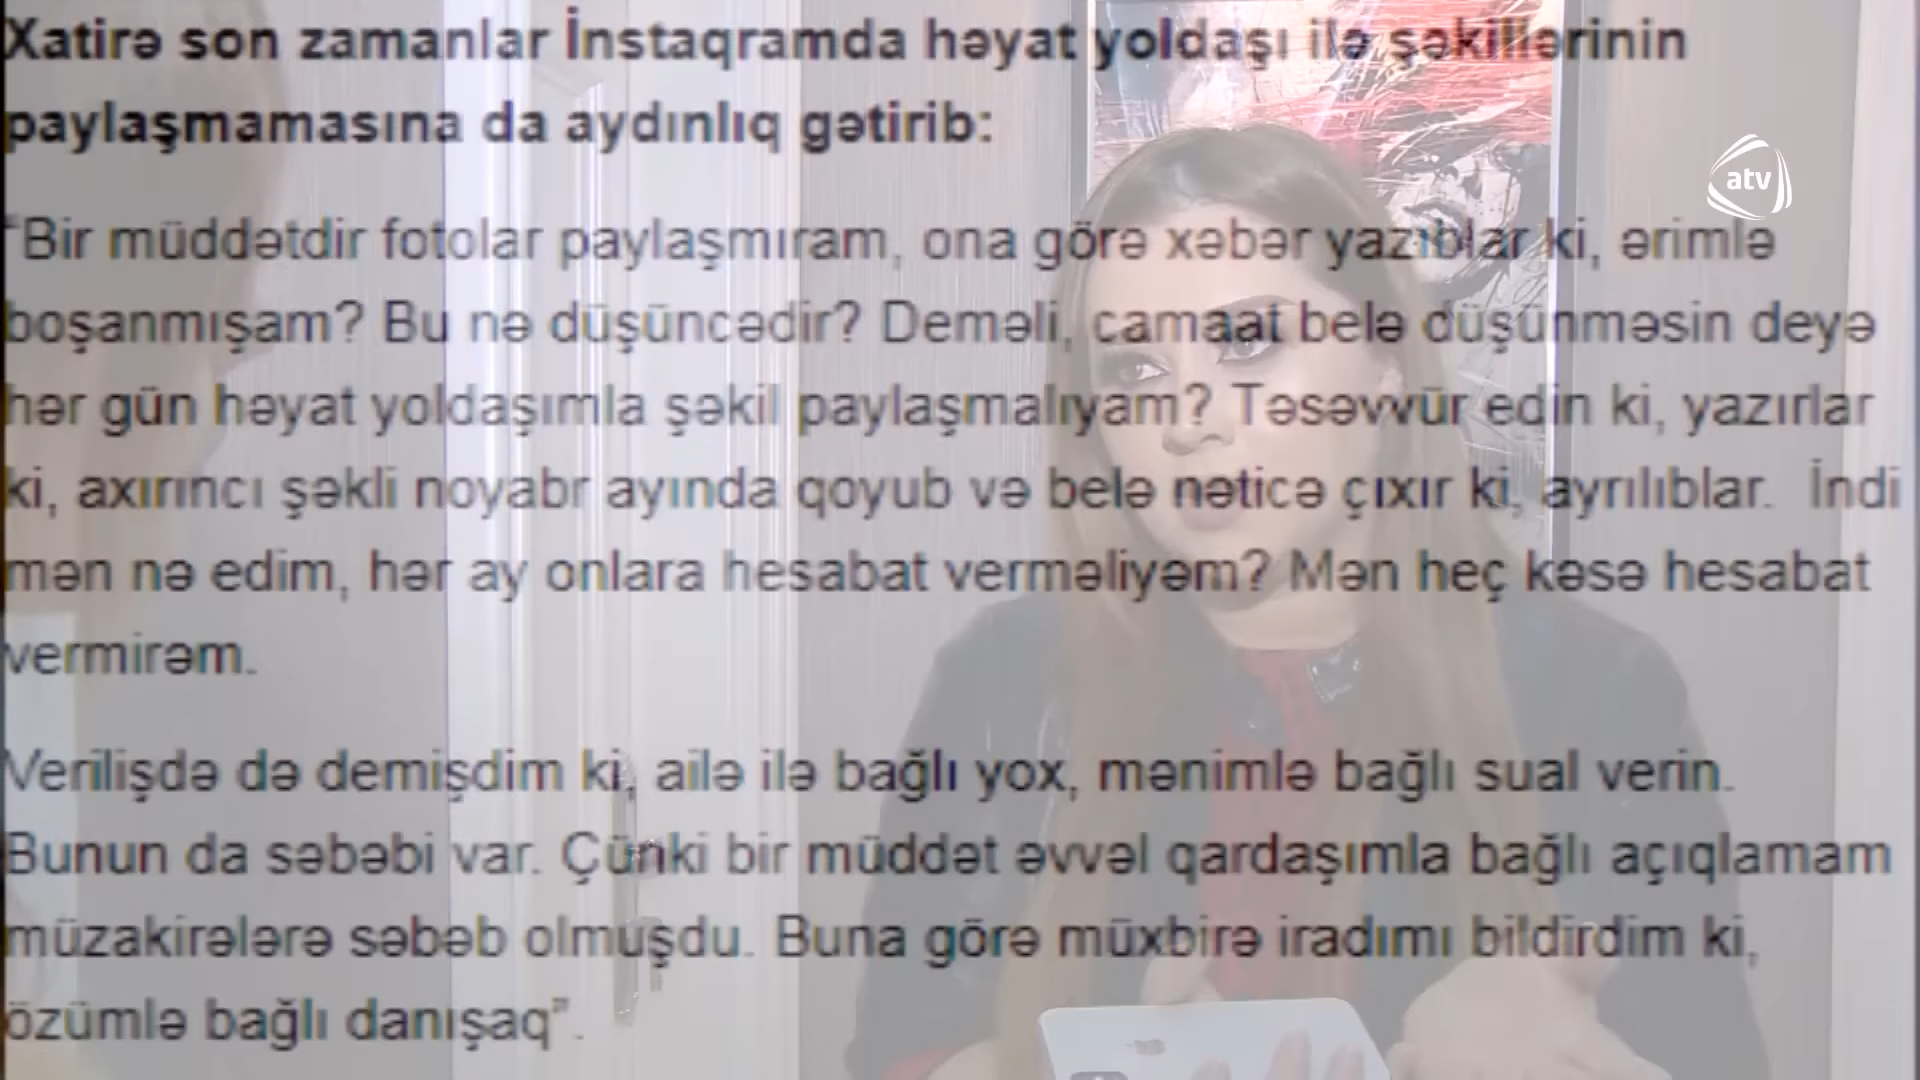 Xatirə son zamanlar İnstaqramda həyat yoldaşı ilə şəkillərinin
paylaşmamasına da aydınlıq gətirib:
atv
“Bir müddətdir fotolar paylaşmıram, ona görə xəbər yazıblar ki, ərimlə
boşanmışam? Bu nə düşüncədir? Deməli, camaat belə düşünməsin deyə
hər gün həyat yoldaşımla şəkil paylaşmalıyam? Təsəvvür edin ki, yazırlar
ki, axırıncı şəkli noyabr ayında qoyub və belə nəticə çıxır ki, ayrılıblar. İndi
mən nə edim, hər ay onlara hesabat verməliyəm? Mən heç kəsə hesabat
vermirəm.
Verilişdə də demişdim ki, ailə ilə bağlı yox, mənimlə bağlı sual verin.
Bunun da səbəbi var. Çünki bir müddət əvvəl qardaşımla bağlı açıqlamam
müzakirələrə səbəb olmuşdu. Buna görə müxbirə iradımı bildirdim ki,
özümlə bağlı danışaq”.